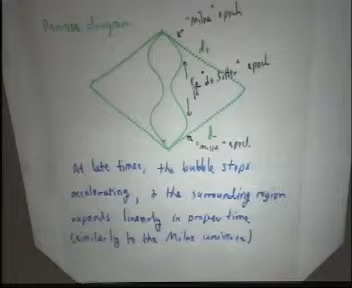 Penrose diagram
"Milne" epoch
"de Sitter" epoch
"Milne" epoch
At late times, the bubble stops
accelerating, & the surrounding region
expands linearly in proper time
(similarly to the Milne universe)